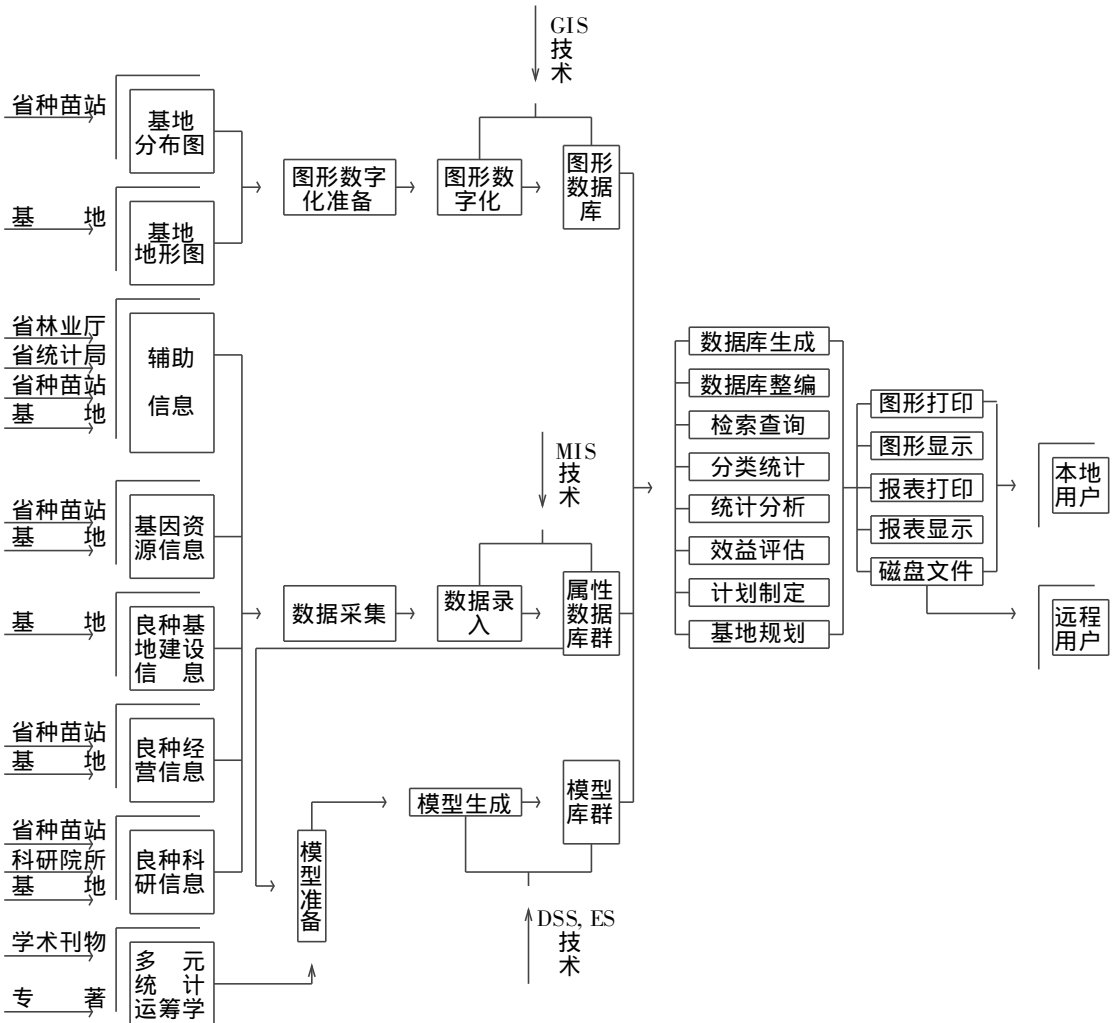 GIS
技
术
省种苗站
基地
分布图
基 地
基地
地形图
图形数字
化准备
图形数
字化
图形
数据
库
省林业厅
省统计局
省种苗站
基 地
辅助
信息
省种苗站
基 地
基因资
源信息
基 地
良种基
地建设
信 息
省种苗站
基 地
良种经
营信息
省种苗站
科研院所
基 地
良种科
研信息
学术刊物
专 著
多 元
统 计
运筹学
MIS
技
术
数据采集
数据录
入
属性
数据
库群
模
型
准
备
模型生成
模型
库群
DSS, ES
技
术
数据库生成
数据库整编
检索查询
分类统计
统计分析
效益评估
计划制定
基地规划
图形打印
图形显示
报表打印
报表显示
磁盘文件
本地
用户
远程
用户